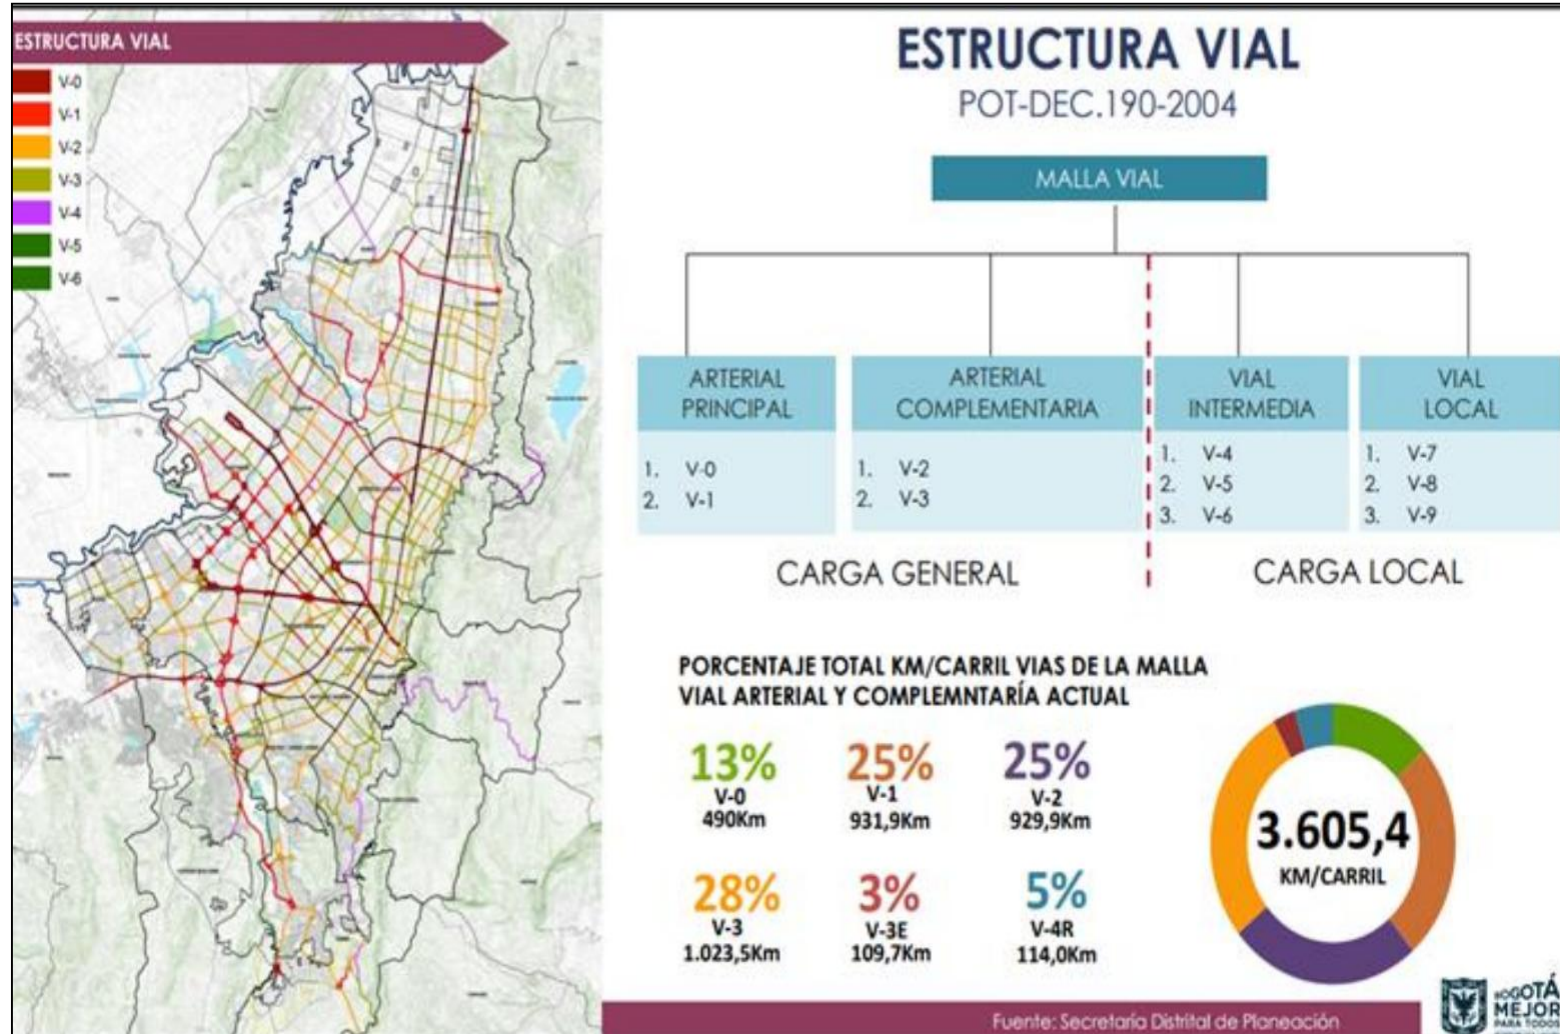 ESTRUCTURA VIAL
V-0
V-1
V-2
V-3
V-4
V-5
V-6
ESTRUCTURA VIAL
POT-DEC.190-2004
MALLA VIAL
ARTERIAL
PRINCIPAL
1. V-0
2. V-1
ARTERIAL
COMPLEMENTARIA
1. V-2
2. V-3
VIAL
INTERMEDIA
1. V-4
2. V-5
3. V-6
VIAL
LOCAL
1. V-7
2. V-8
3. V-9
CARGA GENERAL
CARGA LOCAL
PORCENTAJE TOTAL KM/CARRIL VIAS DE LA MALLA
VIAL ARTERIAL Y COMPLEMNTARÍA ACTUAL
13%
V-0
490Km
25%
V-1
931,9Km
25%
V-2
929,9Km
28%
V-3
1.023,5Km
3%
V-3E
109,7Km
5%
V-4R
114,0Km
3.605,4
KM/CARRIL
Fuente: Secretaría Distrital de Planeación
BOGOTÁ
MEJOR
PARA TODOS